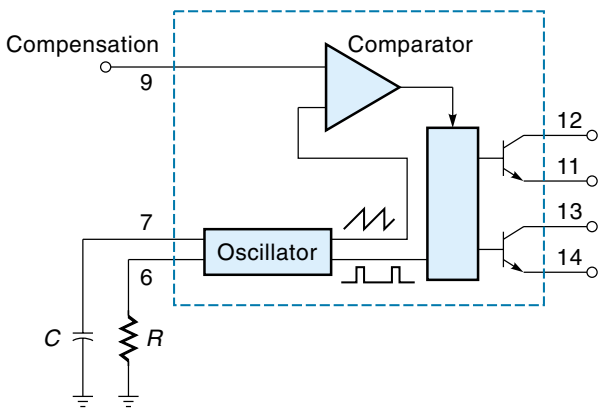 Compensation
Comparator
9
12
11
7
13
Oscillator
6
14
C
R